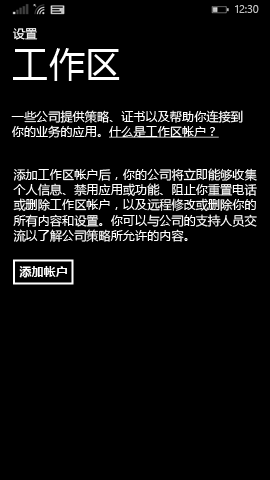 12:30
设置
工作区
一些公司提供策略、证书以及帮助你连接到
你的业务的应用。什么是工作区帐户？
添加工作区帐户后，你的公司将立即能够收集
个人信息、禁用应用或功能、阻止你重置电话
或删除工作区帐户，以及远程修改或删除你的
所有内容和设置。你可以与公司的支持人员交
流以了解公司策略所允许的内容。
添加帐户